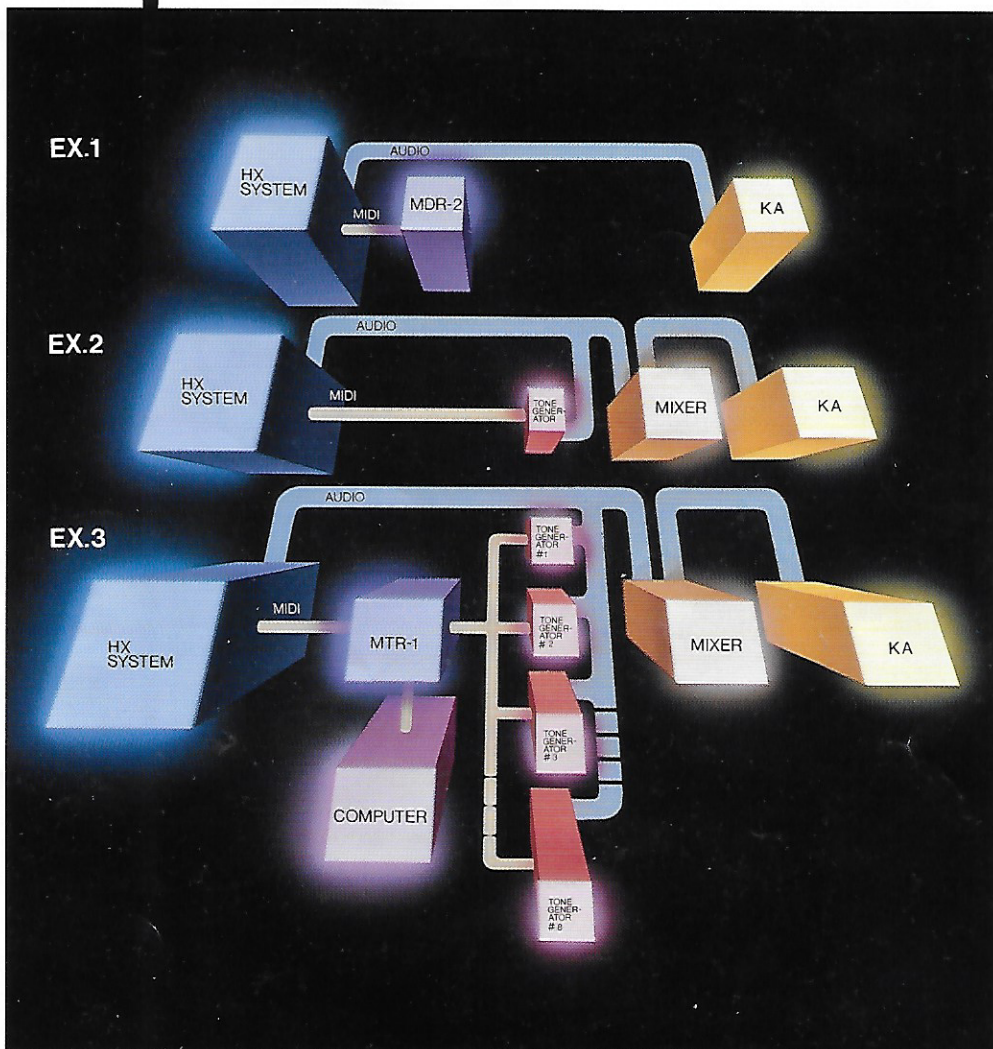 EX.1
HX
SYSTEM
AUDIO
MIDI
MDR-2
KA
EX.2
HX
SYSTEM
AUDIO
MIDI
TONE
GENER-
ATOR
MIXER
KA
EX.3
HX
SYSTEM
AUDIO
MIDI
MTR-1
COMPUTER
TONE
GENER-
ATOR
#1
TONE
GENER-
ATOR
#2
TONE
GENER-
ATOR
#3
TONE
GENER-
ATOR
#8
MIXER
KA